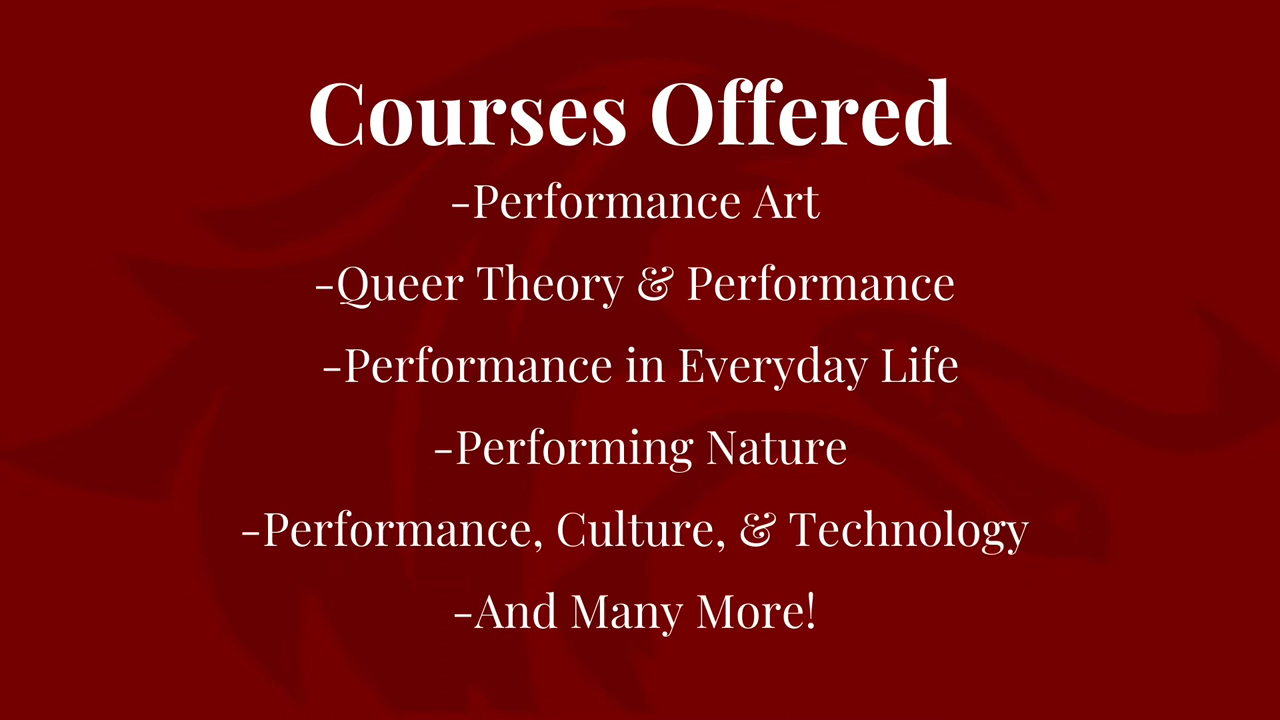 Courses Offered
-Performance Art
-Queer Theory & Performance
-Performance in Everyday Life
-Performing Nature
-Performance, Culture, & Technology
-And Many More!